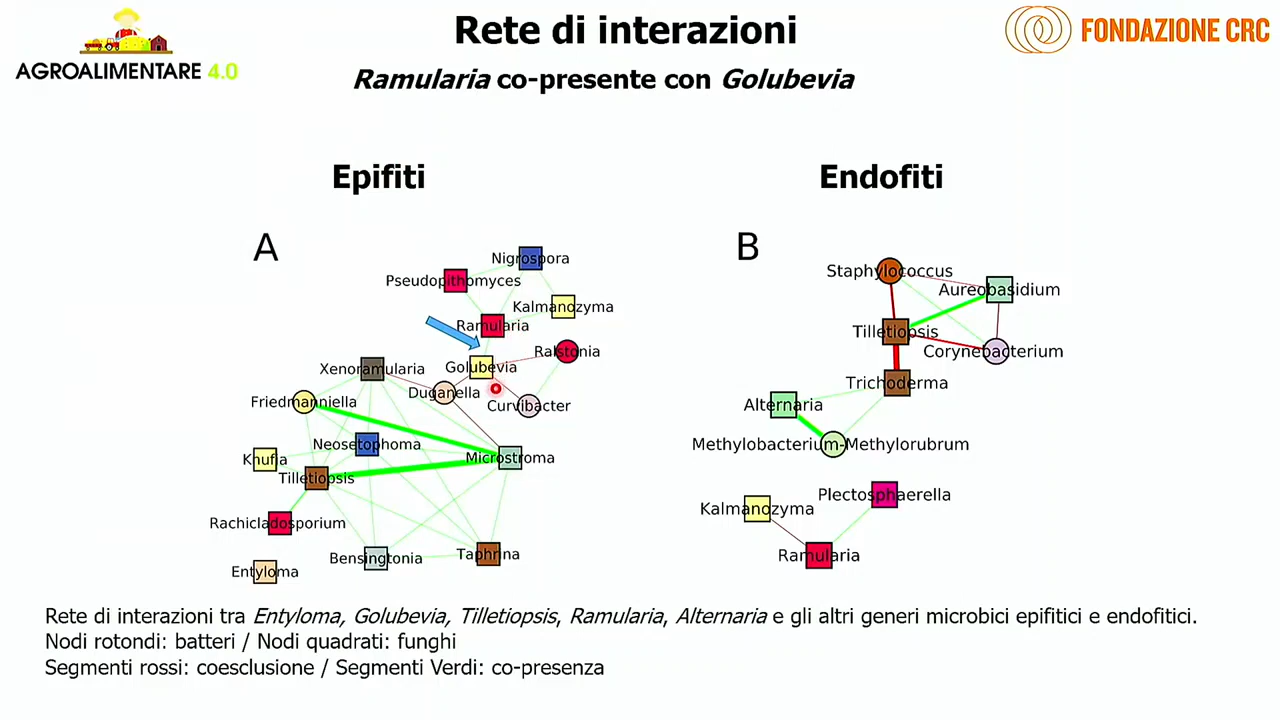 AGROALIMENTARE 4.0
Rete di interazioni
FONDAZIONE CRC
Ramularia co-presente con Golubevia
Epifiti
Endofiti
A
Nigrospora
Pseudopithomyces
Kalmanozyma
Ramularia
Ralstonia
Golubevia
Xenoramularia
Duganella
Curvibacter
Friedmanniella
Neosetophoma
Microstroma
Knufia
Tilletiopsis
Rachicladosporium
Bensingtonia
Taphrina
Entyloma
B
Staphylococcus
Aureobasidium
Tilletiopsis
Corynebacterium
Trichoderma
Alternaria
Methylobacterium-Methylorubrum
Plectosphaerella
Kalmanozyma
Ramularia
Rete di interazioni tra Entyloma, Golubevia, Tilletiopsis, Ramularia, Alternaria e gli altri generi microbici epifitici e endofitici.
Nodi rotondi: batteri / Nodi quadrati: funghi
Segmenti rossi: coesclusione / Segmenti Verdi: co-presenza